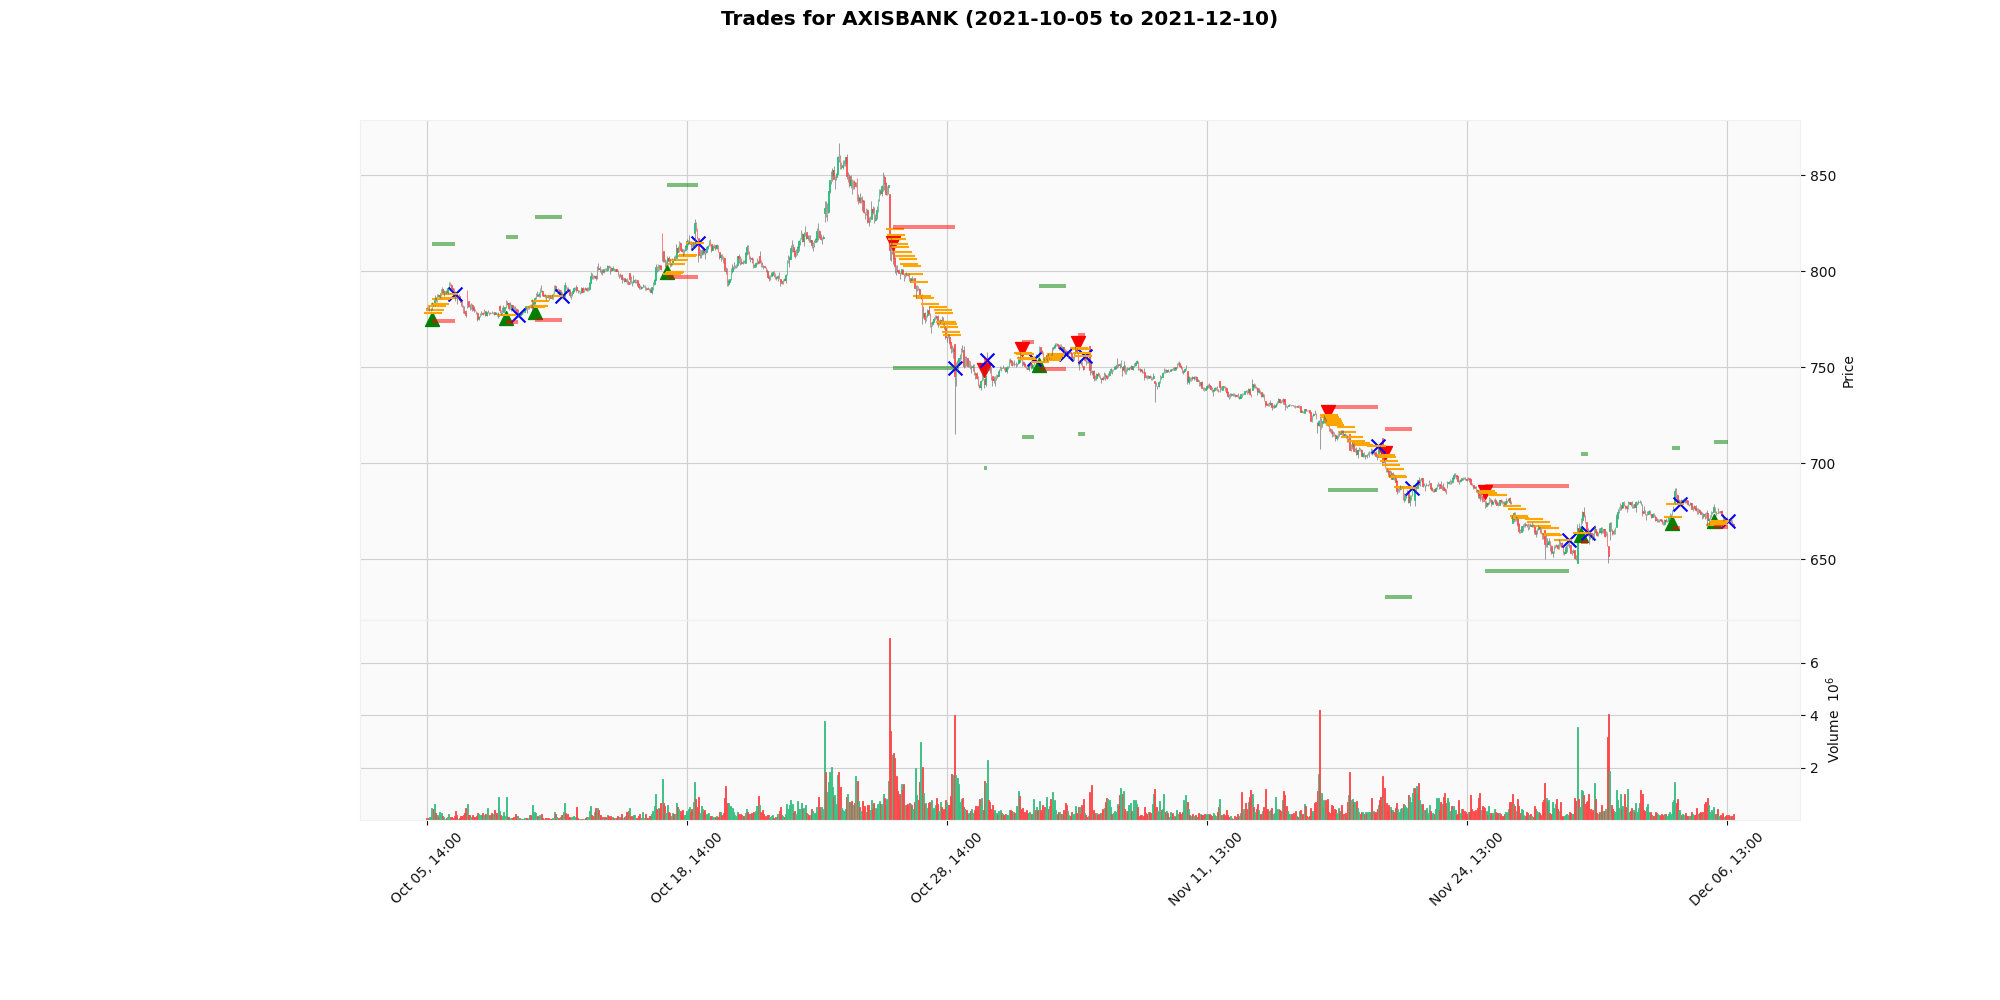 Trades for AXISBANK (2021-10-05 to 2021-12-10)
850
800
750
700
650
Price
6
4
2
Volume 10^6
Oct 05, 14:00
Oct 18, 14:00
Oct 28, 14:00
Nov 11, 13:00
Nov 24, 13:00
Dec 06, 13:00